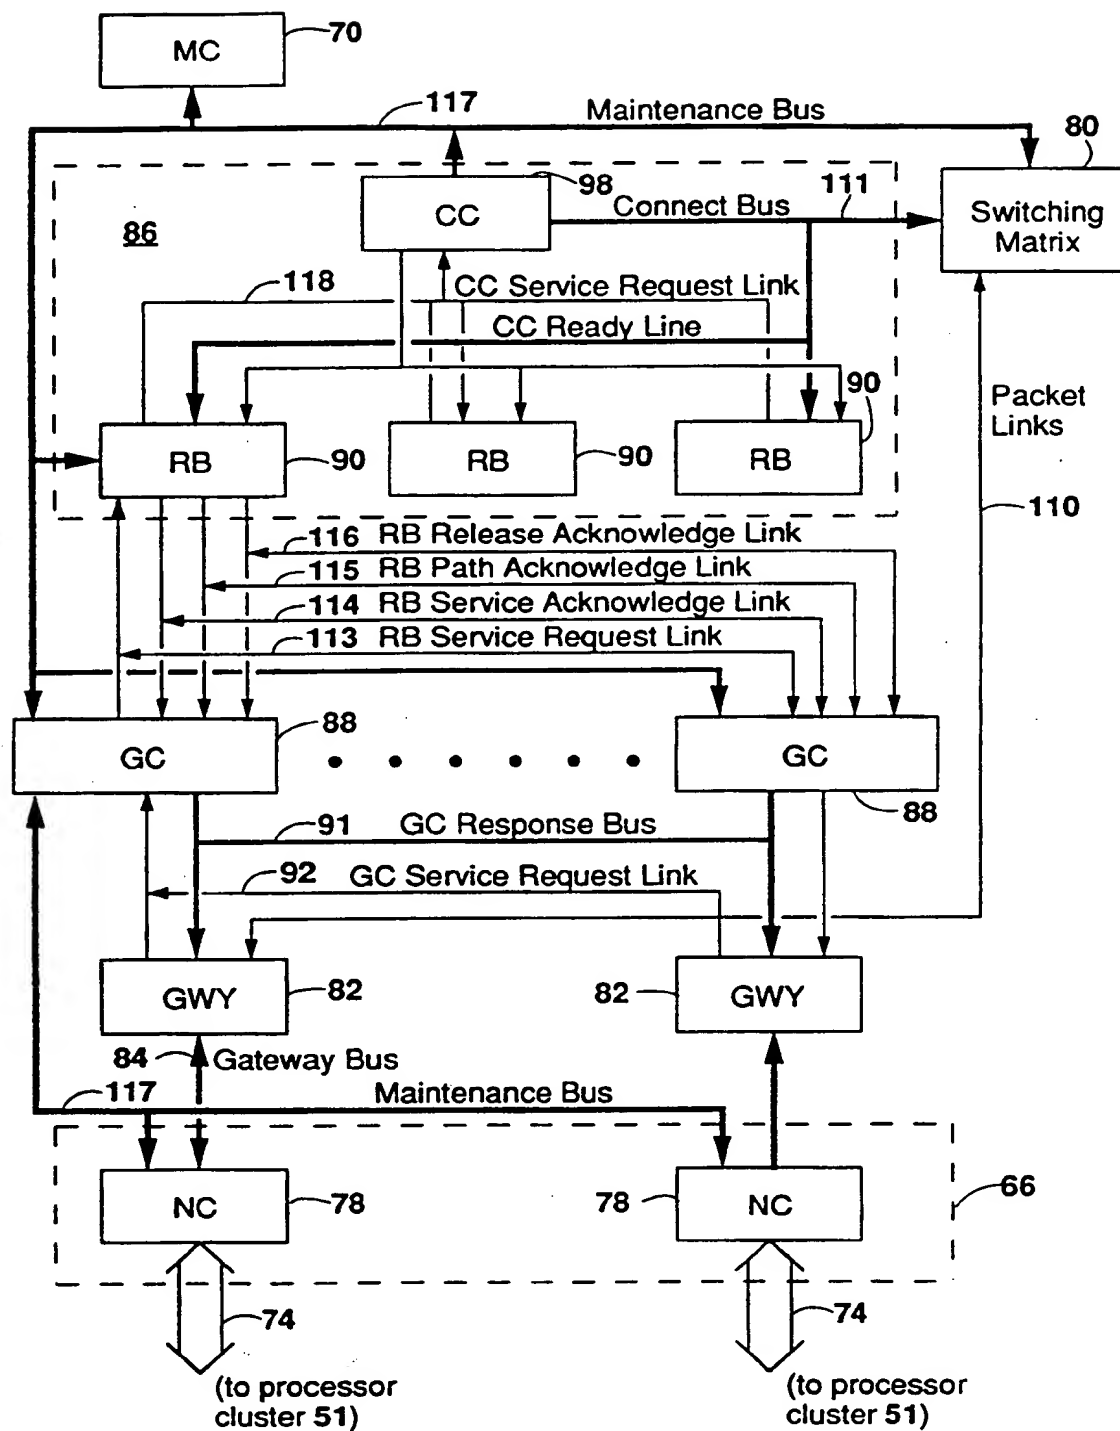 MC
70
117
Maintenance Bus
80
Switching
Matrix
98
CC
Connect Bus
111
86
118
CC Service Request Link
CC Ready Line
90
Packet
Links
RB
90
RB
90
RB
110
116 RB Release Acknowledge Link
115 RB Path Acknowledge Link
114 RB Service Acknowledge Link
113 RB Service Request Link
GC
88
GC
88
91 GC Response Bus
92 GC Service Request Link
GWY
82
82
GWY
84
Gateway Bus
117
Maintenance Bus
NC
78
78
NC
66
74
74
(to processor
cluster 51)
(to processor
cluster 51)